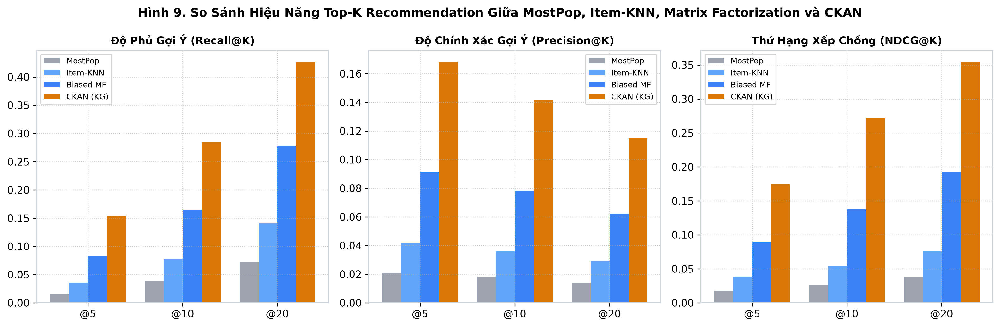 Hình 9. So Sánh Hiệu Năng Top-K Recommendation Giữa MostPop, Item-KNN, Matrix Factorization và CKAN
Độ Phủ Gợi Ý (Recall@K)
MostPop
Item-KNN
Biased MF
CKAN (KG)
0.40
0.35
0.30
0.25
0.20
0.15
0.10
0.05
0.00
@5
@10
@20
Độ Chính Xác Gợi Ý (Precision@K)
MostPop
Item-KNN
Biased MF
CKAN (KG)
0.16
0.14
0.12
0.10
0.08
0.06
0.04
0.02
0.00
@5
@10
@20
Thứ Hạng Xếp Chồng (NDCG@K)
MostPop
Item-KNN
Biased MF
CKAN (KG)
0.35
0.30
0.25
0.20
0.15
0.10
0.05
0.00
@5
@10
@20